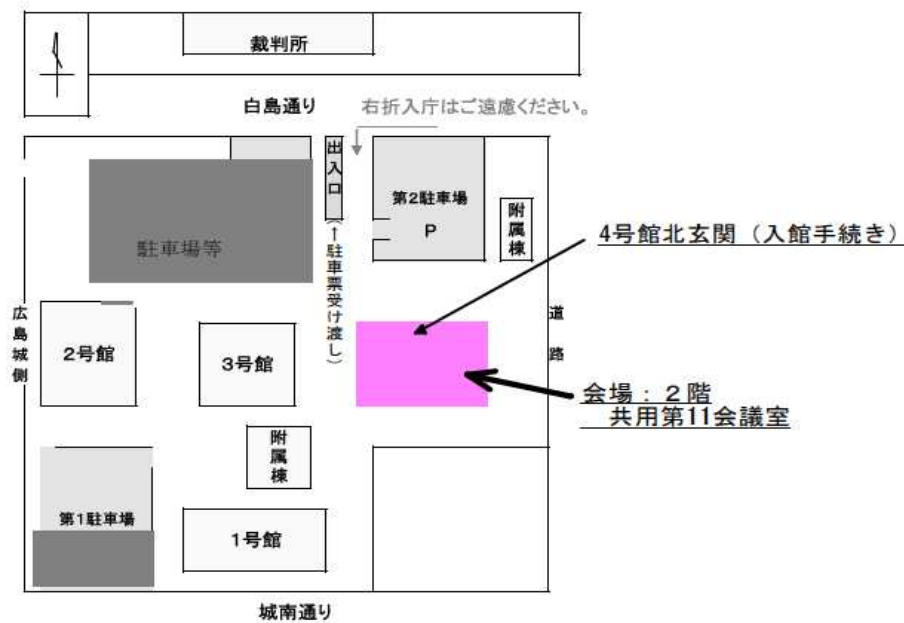 裁判所
白島通り
右折入庁はご遠慮ください。
出入口
(↑駐車票受け渡し)
第2駐車場
P
附属棟
4号館北玄関（入館手続き）
駐車場等
広島城側
道路
2号館
3号館
会場：２階
共用第11会議室
附属棟
第1駐車場
1号館
城南通り